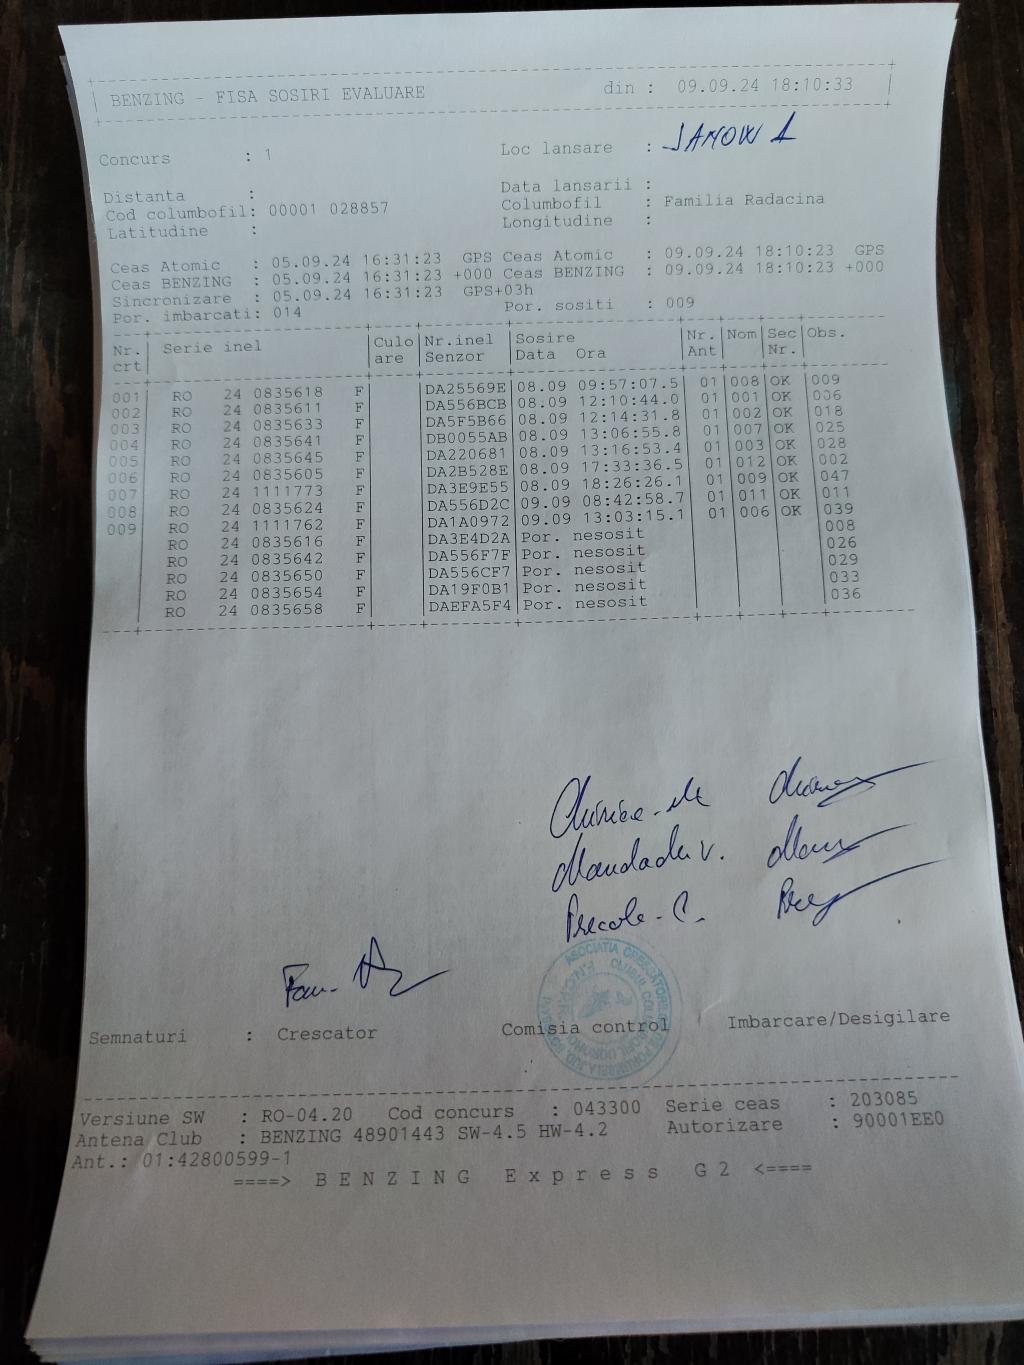 BENZING - FISA SOSIRI EVALUARE din : 09.09.24 18:10:33
Concurs : 1 Loc lansare : JANOW 1
Distanta : Data lansarii :
Cod columbofil: 00001 028857 Columbofil : Familia Radacina
Latitudine : Longitudine :
Ceas Atomic : 05.09.24 16:31:23 GPS Ceas Atomic : 09.09.24 18:10:23 GPS
Ceas BENZING : 05.09.24 16:31:23 +000 Ceas BENZING : 09.09.24 18:10:23 +000
Sincronizare : 05.09.24 16:31:23 GPS+03h
Por. imbarcati: 014 Por. sositi : 009
Nr. crt Serie inel Culo are Nr.inel Senzor Sosire Data Ora Nr. Ant Nom Sec Nr. Obs.
001 RO 24 0835618 F DA25569E 08.09 09:57:07.5 01 008 OK 009
002 RO 24 0835611 F DA556BCB 08.09 12:10:44.0 01 001 OK 006
003 RO 24 0835633 F DA5F5B66 08.09 12:14:31.8 01 002 OK 018
004 RO 24 0835641 F DB0055AB 08.09 13:06:55.8 01 007 OK 025
005 RO 24 0835645 F DA220681 08.09 13:16:53.4 01 003 OK 028
006 RO 24 0835605 F DA2B528E 08.09 17:33:36.5 01 012 OK 002
007 RO 24 1111773 F DA3E9E55 08.09 18:26:26.1 01 009 OK 047
008 RO 24 0835624 F DA556D2C 09.09 08:42:58.7 01 011 OK 011
009 RO 24 1111762 F DA1A0972 09.09 13:03:15.1 01 006 OK 039
RO 24 0835616 F DA3E4D2A Por. nesosit 008
RO 24 0835642 F DA556F7F Por. nesosit 026
RO 24 0835650 F DA556CF7 Por. nesosit 029
RO 24 0835654 F DA19F0B1 Por. nesosit 033
RO 24 0835658 F DAEFA5F4 Por. nesosit 036
Fam.
Semnaturi : Crescator Comisia control Imbarcare/Desigilare
Versiune SW : RO-04.20 Cod concurs : 043300 Serie ceas : 203085
Antena Club : BENZING 48901443 SW-4.5 HW-4.2 Autorizare : 90001EE0
Ant.: 01:42800599-1
====> BENZING Express G2 <====